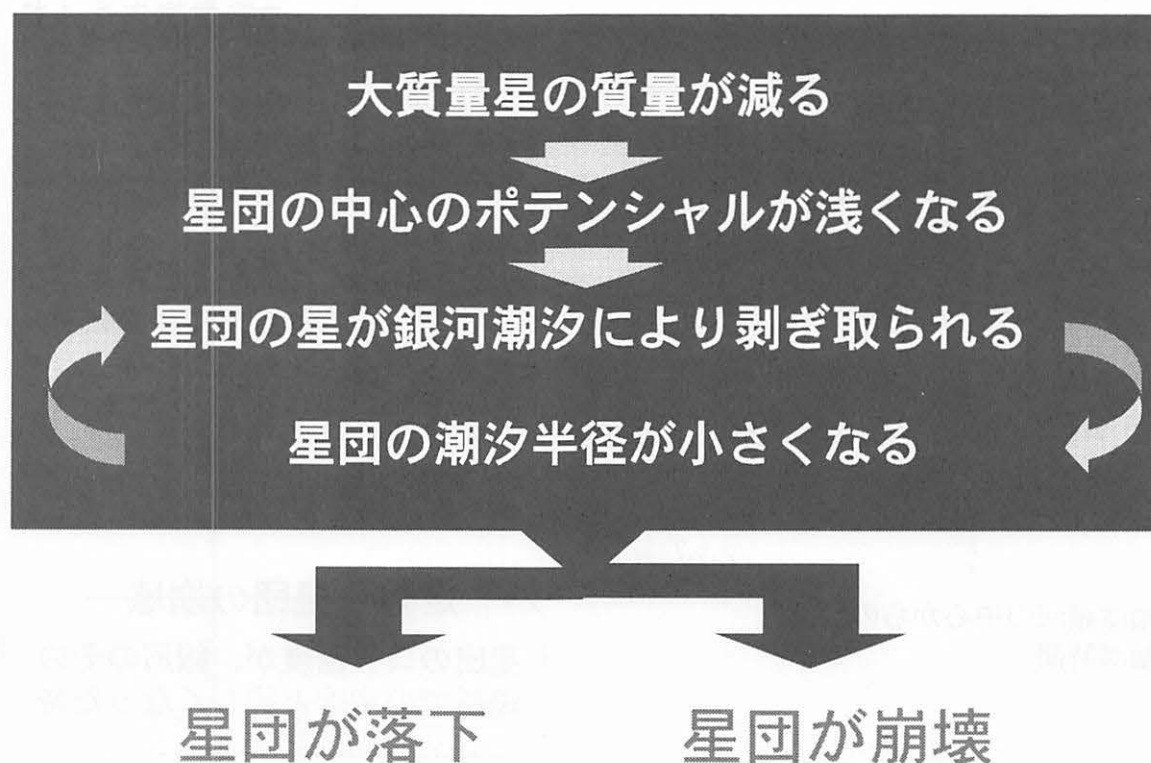 大質量星の質量が減る
星団の中心のポテンシャルが浅くなる
星団の星が銀河潮汐により剥ぎ取られる
星団の潮汐半径が小さくなる
星団が落下
星団が崩壊